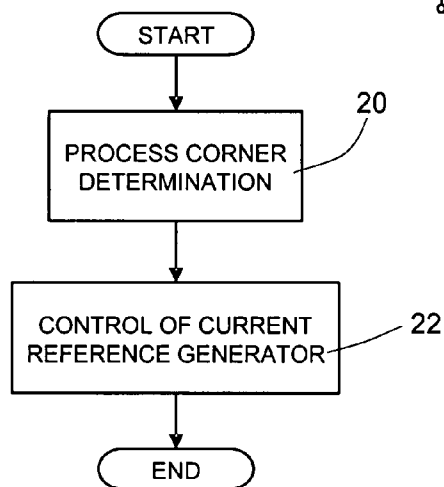 START
20
PROCESS CORNER
DETERMINATION
CONTROL OF CURRENT
REFERENCE GENERATOR
22
END